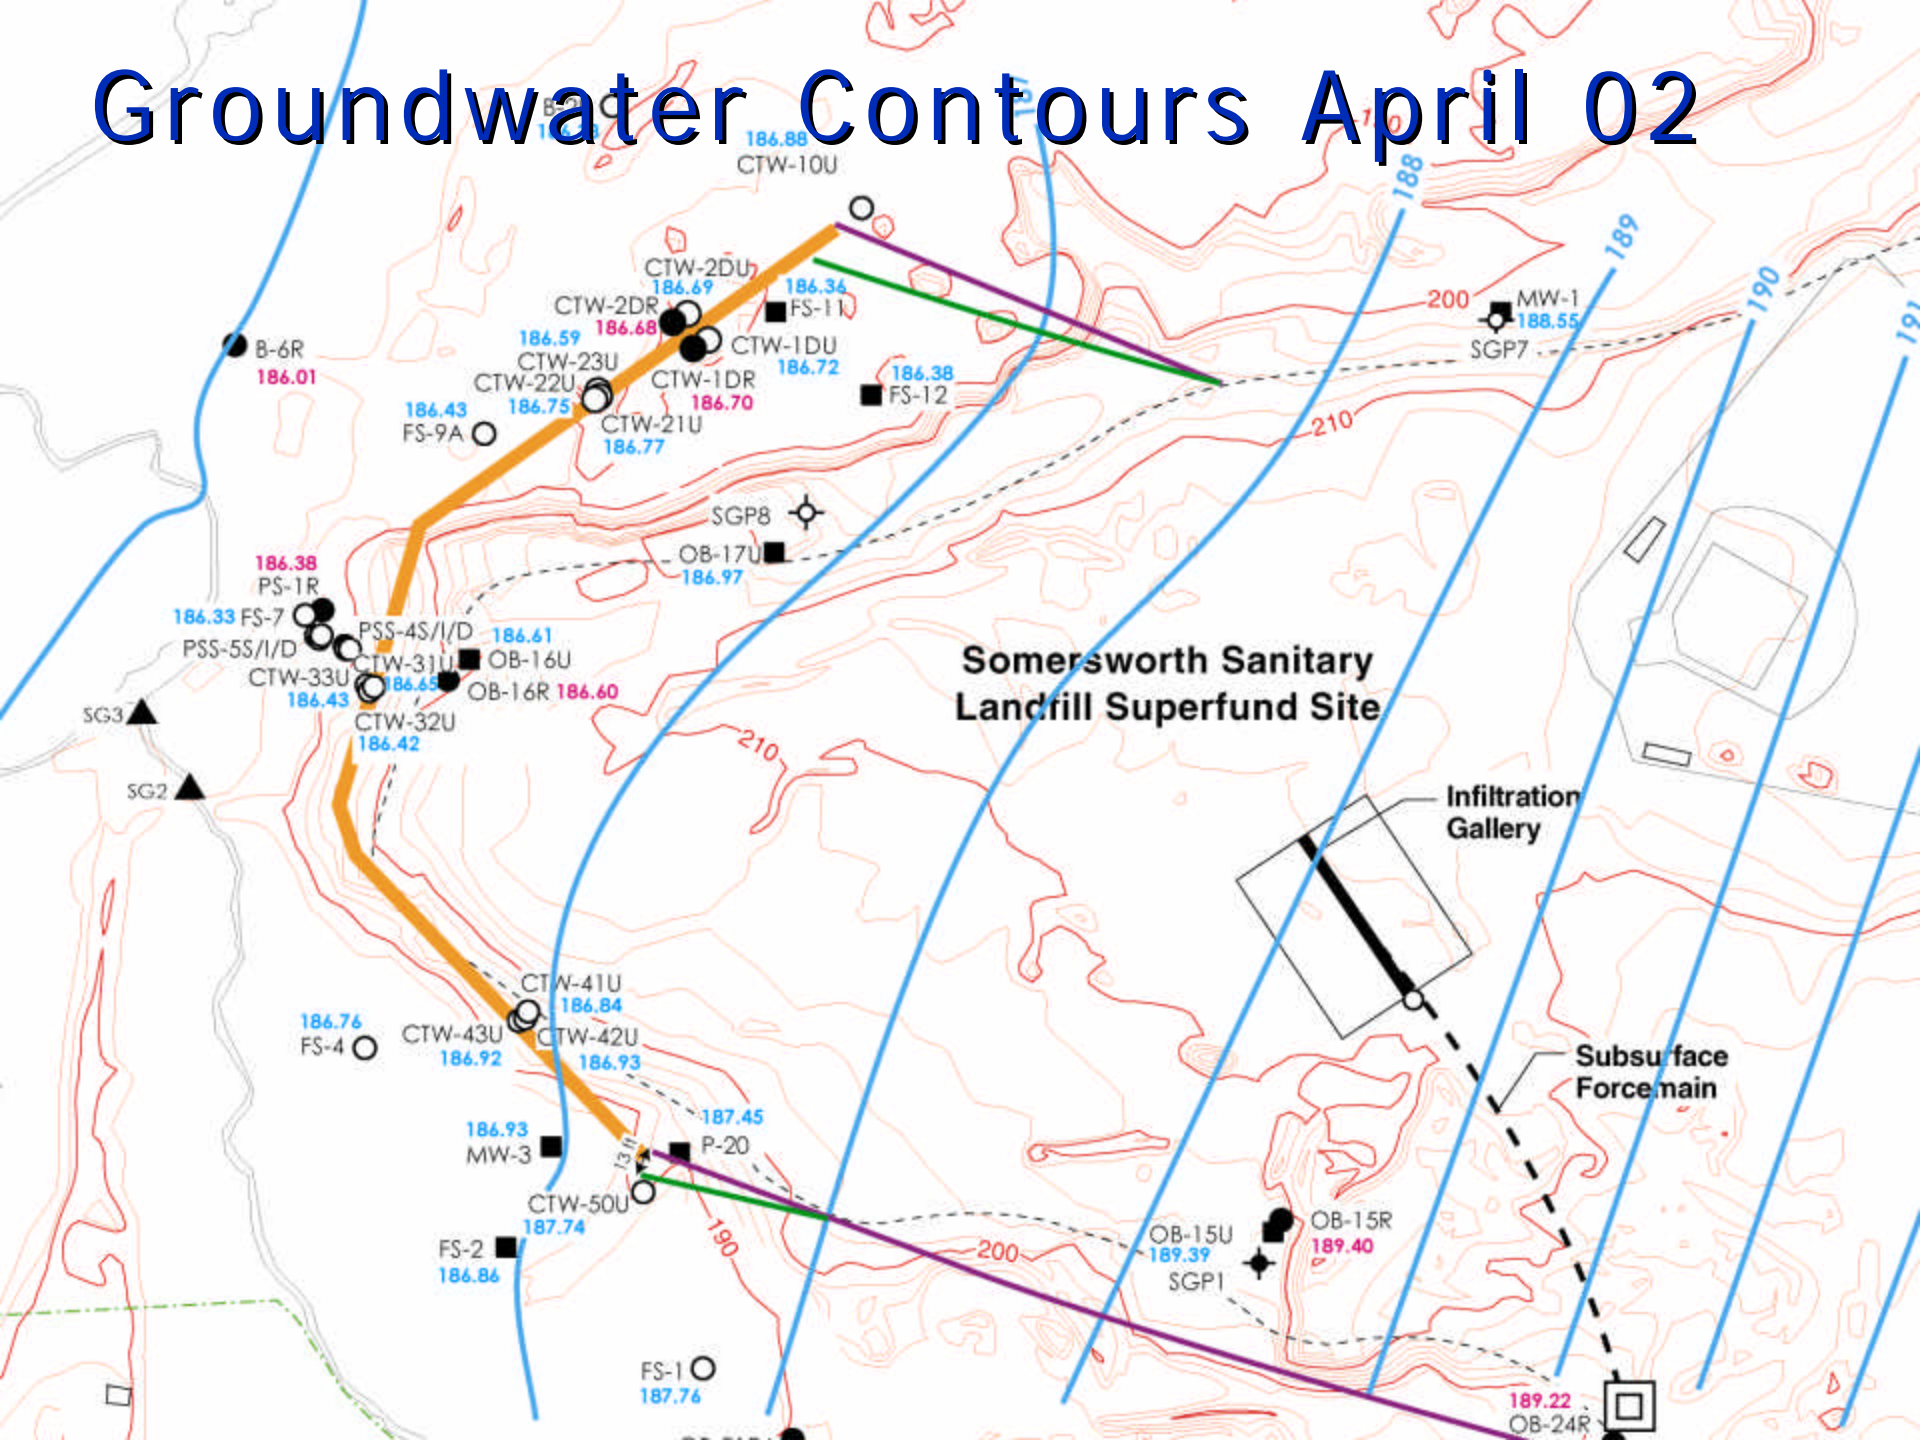 Groundwater Contours April 02
187
186.88
CTW-10U
190
188
189
CTW-2DU
186.69
186.36
FS-11
CTW-2DR
186.68
190
200
MW-1
188.55
191
186.59
CTW-23U
CTW-1DU
186.72
SGP7
B-6R
186.01
CTW-22U
186.75
CTW-1DR
186.70
186.38
FS-12
186.43
FS-9A
CTW-21U
186.77
210
SGP8
OB-17U
186.97
186.38
PS-1R
186.33 FS-7
PSS-4S/I/D
186.61
OB-16U
PSS-5S/I/D
CTW-31U
186.65
CTW-33U
186.43
OB-16R 186.60
CTW-32U
186.42
Somersworth Sanitary
Landfill Superfund Site
SG3
SG2
210
Infiltration
Gallery
CTW-41U
186.84
186.76
FS-4
CTW-43U
186.92
CTW-42U
186.93
Subsurface
Forcemain
187.45
P-20
186.93
MW-3
13 ft
CTW-50U
187.74
FS-2
186.86
190
200
OB-15U
189.39
SGP1
OB-15R
189.40
FS-1
187.76
189.22
OB-24R